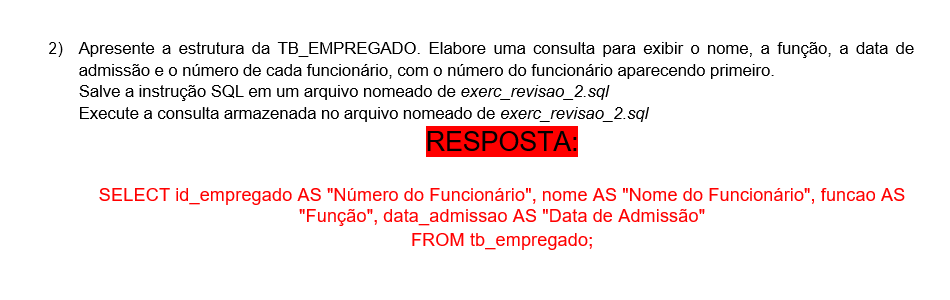 2) Apresente a estrutura da TB_EMPREGADO. Elabore uma consulta para exibir o nome, a função, a data de
admissão e o número de cada funcionário, com o número do funcionário aparecendo primeiro.
Salve a instrução SQL em um arquivo nomeado de exerc_revisao_2.sql
Execute a consulta armazenada no arquivo nomeado de exerc_revisao_2.sql
RESPOSTA:
SELECT id_empregado AS "Número do Funcionário", nome AS "Nome do Funcionário", funcao AS
"Função", data_admissao AS "Data de Admissão"
FROM tb_empregado;